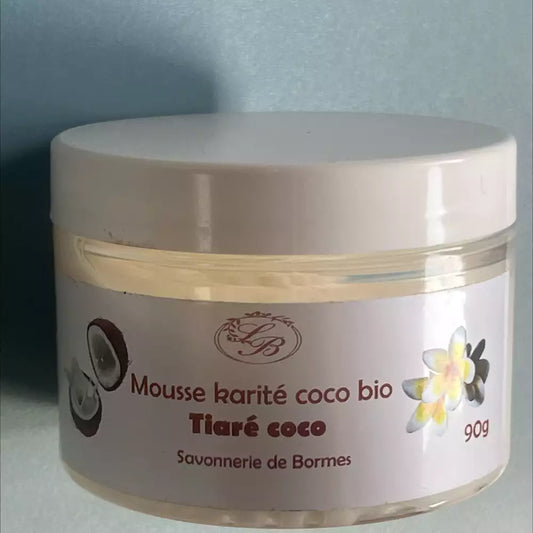 LB
Mousse karité coco bio
Tiaré coco
90g
Savonnerie de Bormes